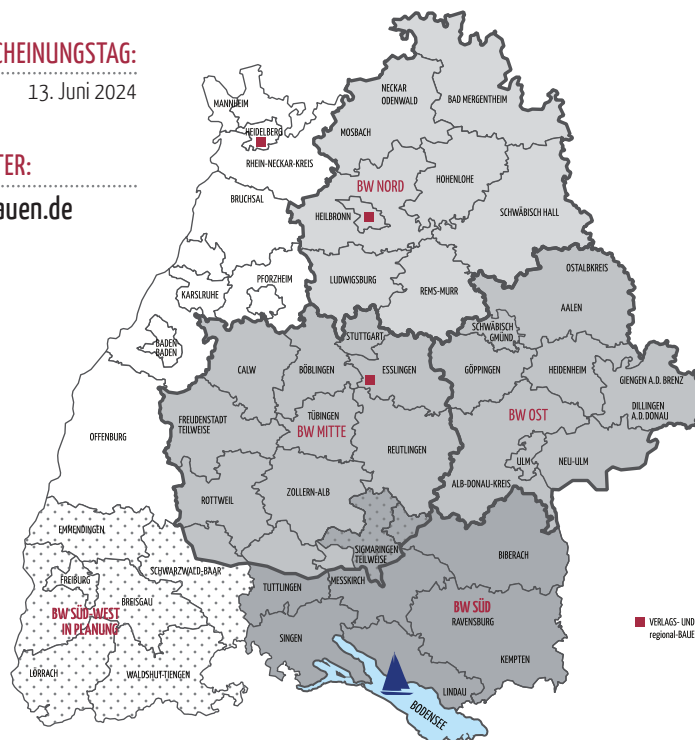 CHEINUNGSTAG:
13. Juni 2024
TER:
auen.de
MANNHEIM
HEIDELBERG
RHEIN-NECKAR-KREIS
BRUCHSAL
KARSLRUHE
PFORZHEIM
BADEN
BADEN
OFFENBURG
NECKAR
ODENWALD
BAD MERGENTHEIM
MOSBACH
BW NORD
HOHENLOHE
HEILBRONN
SCHWÄBISCH HALL
LUDWIGSBURG
REMS-MURR
OSTALBKREIS
AALEN
SCHWÄBISCH
GMÜND
GÖPPINGEN
HEIDENHEIM
GIENGEN A.D. BRENZ
DILLINGEN
A.D. DONAU
BW OST
ULM
NEU-ULM
ALB-DONAU-KREIS
STUTTGART
CALW
BÖBLINGEN
ESSLINGEN
FREUDENSTADT
TEILWEISE
TÜBINGEN
BW MITTE
REUTLINGEN
ROTTWEIL
ZOLLERN-ALB
SIGMARINGEN
TEILWEISE
EMMENDINGEN
SCHWARZWALD-BAAR
FREIBURG
BREISGAU
BW SÜD-WEST
IN PLANUNG
LÖRRACH
WALDSHUT-TIENGEN
TUTTLINGEN
MESSKIRCH
BIBERACH
BW SÜD
RAVENSBURG
SINGEN
KEMPTEN
LINDAU
BODENSEE
VERLAGS- UND
regional-BAUE